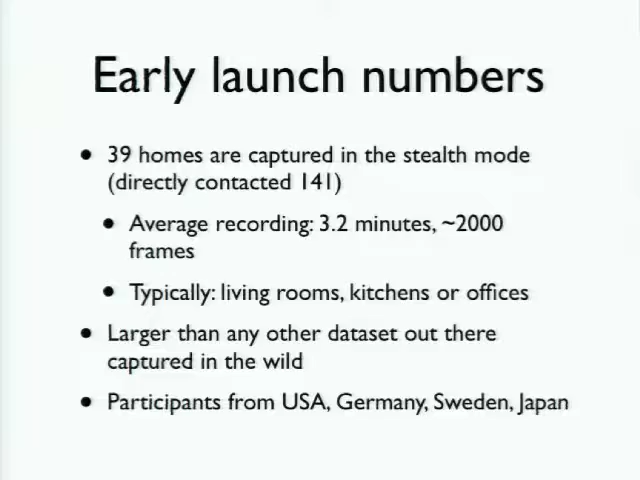 Early launch numbers
• 39 homes are captured in the stealth mode
(directly contacted 141)
• Average recording: 3.2 minutes, ~2000
frames
• Typically: living rooms, kitchens or offices
• Larger than any other dataset out there
captured in the wild
• Participants from USA, Germany, Sweden, Japan